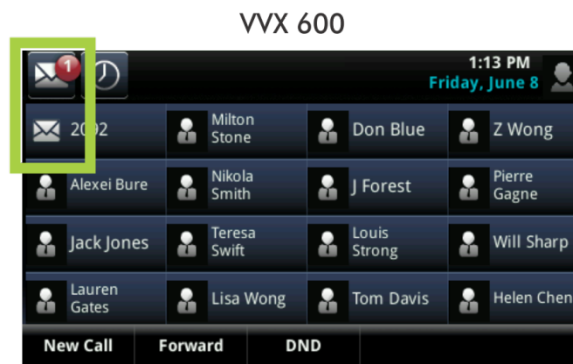 VVX 600
1
1:13 PM
Friday, June 8
2092
Milton
Stone
Don Blue
Z Wong
Alexei Bure
Nikola
Smith
J Forest
Pierre
Gagne
Jack Jones
Teresa
Swift
Louis
Strong
Will Sharp
Lauren
Gates
Lisa Wong
Tom Davis
Helen Chen
New Call
Forward
DND